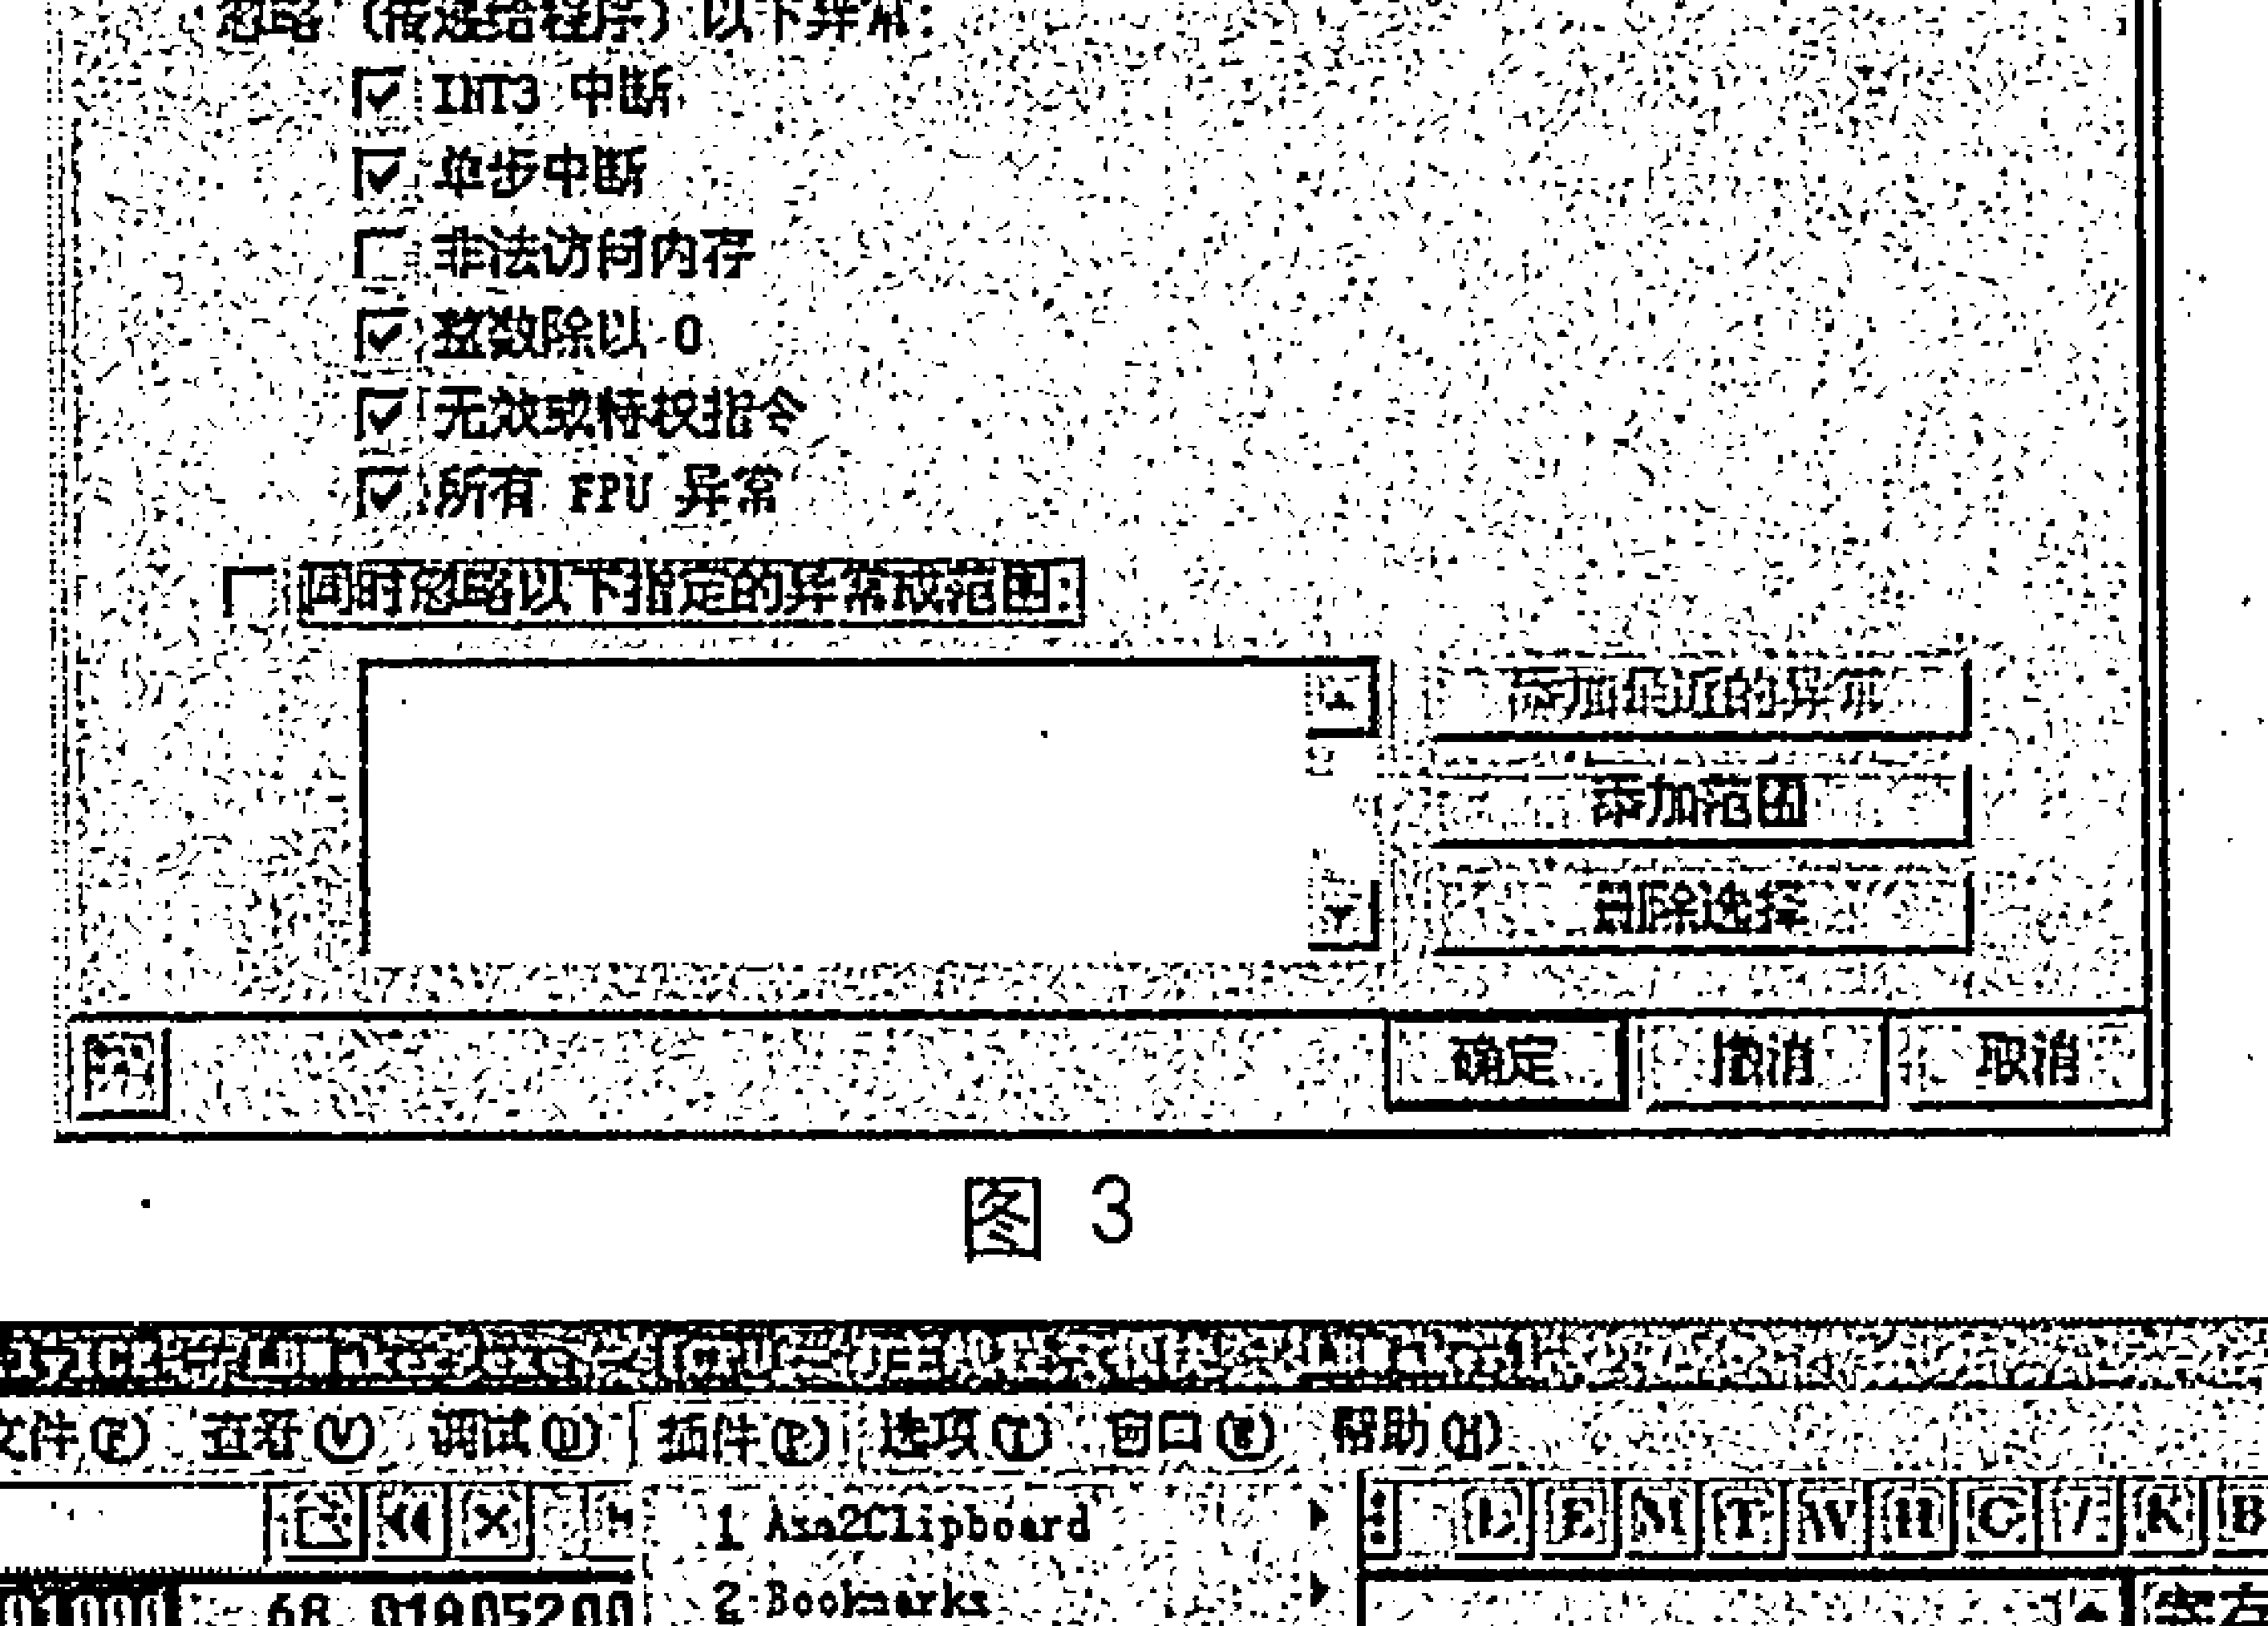 忽略 (传递给程序) 以下异常:
INT3 中断
单步中断
非法访问内存
整数除以 0
无效或特权指令
所有 FPU 异常
同时忽略以下指定的异常或范围:
添加最近的异常
添加范围
删除选择
确定 撤消 取消
图 3
文件(F) 查看(V) 调试(D) 插件(P) 选项(T) 窗口(W) 帮助(H)
1 Asm2Clipboard
L E M T W H C / K B
2 Bookmarks
68 01A05200